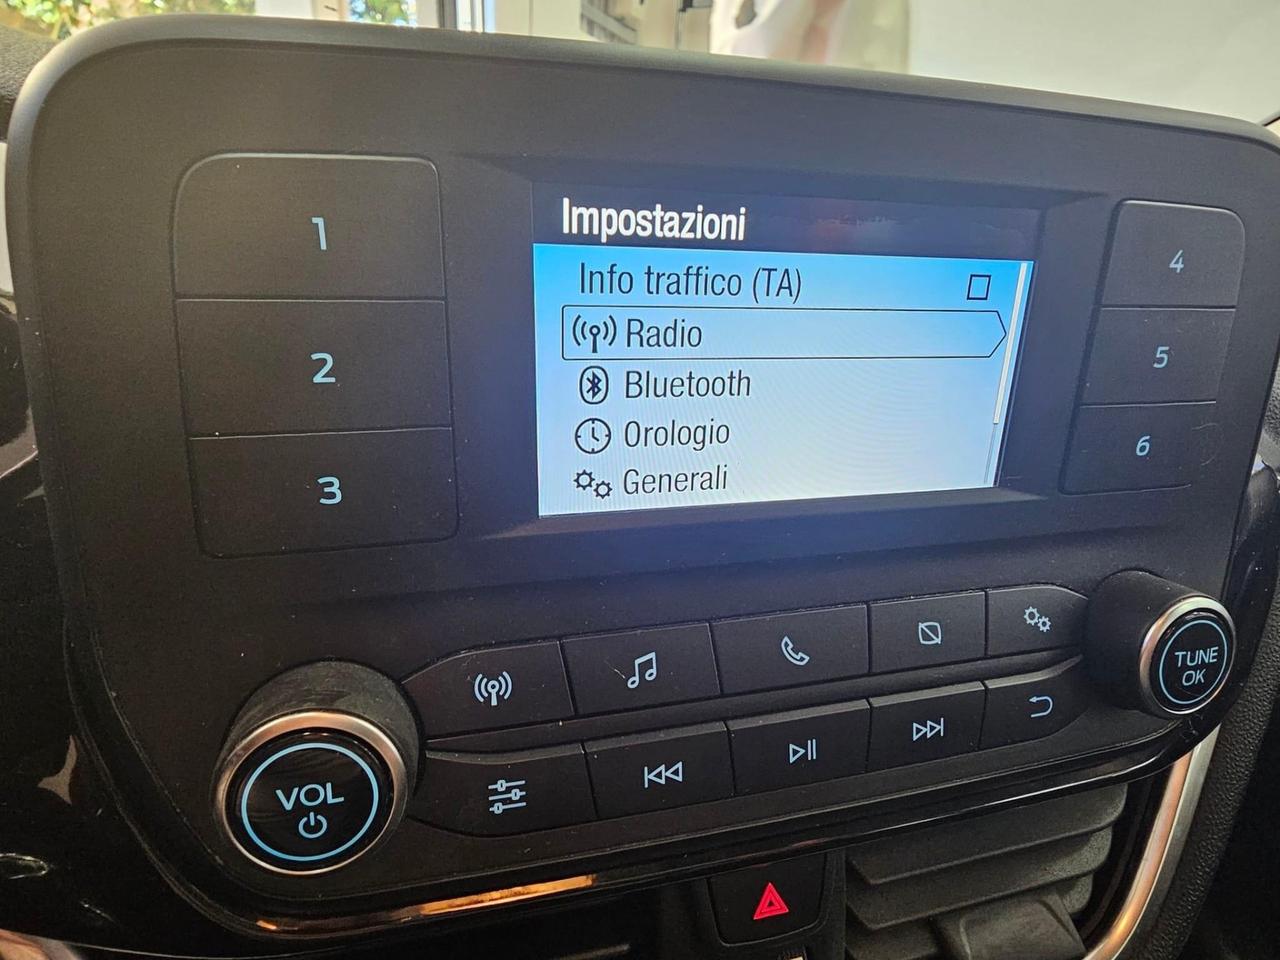 Impostazioni
Info traffico (TA)
Radio
Bluetooth
Orologio
Generali
1
2
3
4
5
6
VOL
TUNE
OK